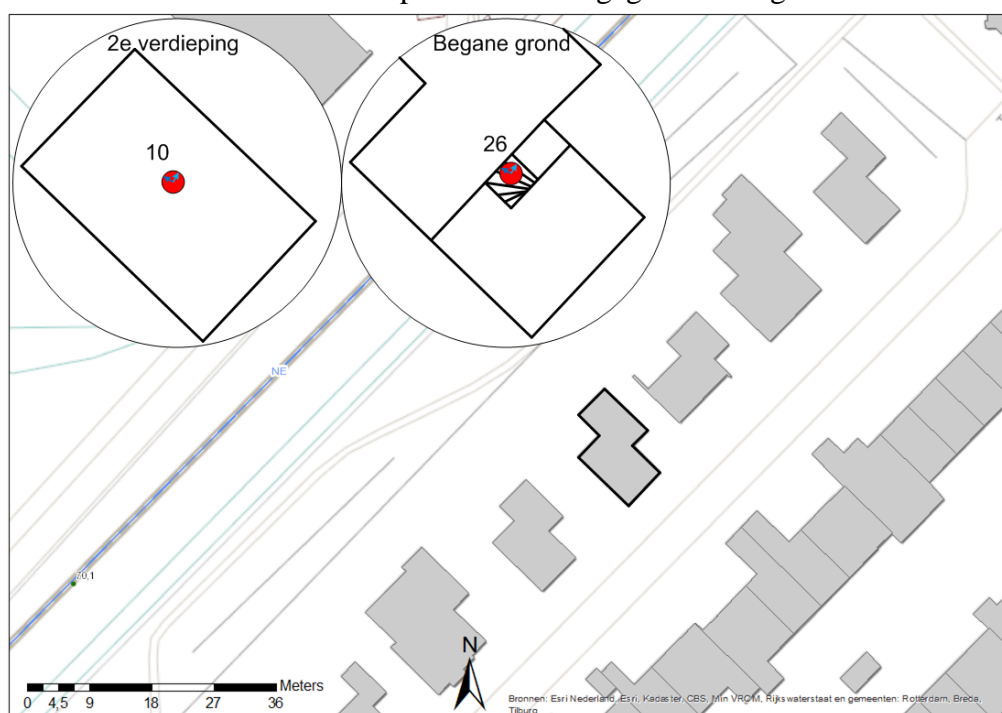 2e verdieping
Begane grond
10
26
NE
70,1
N
Meters
0 4,5 9 18 27 36
Bronnen: Esri Nederland, Esri, Kadaster, CBS, Min VROM, Rijkswaterstaat en gemeenten: Rotterdam, Breda,
Tilburg